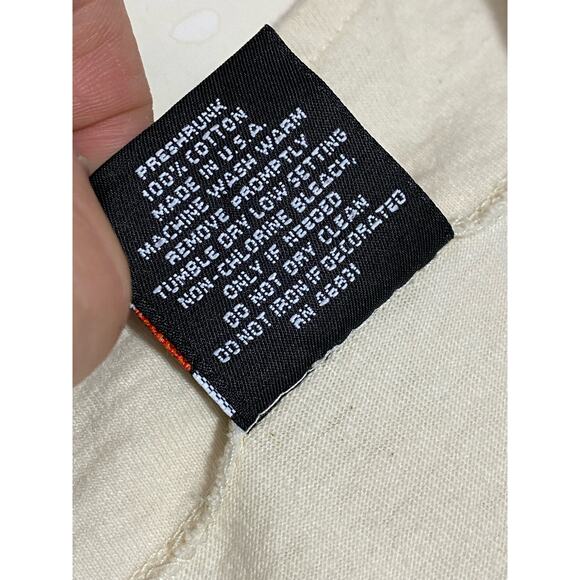 PRESHRUNK
100% COTTON
MADE IN U.S.A.
MACHINE WASH WARM
REMOVE PROMPTLY
TUMBLE DRY LOW SETTING
NON-CHLORINE BLEACH,
ONLY IF NEEDED
DO NOT DRY CLEAN
DO NOT IRON IF DECORATED
RN 46931